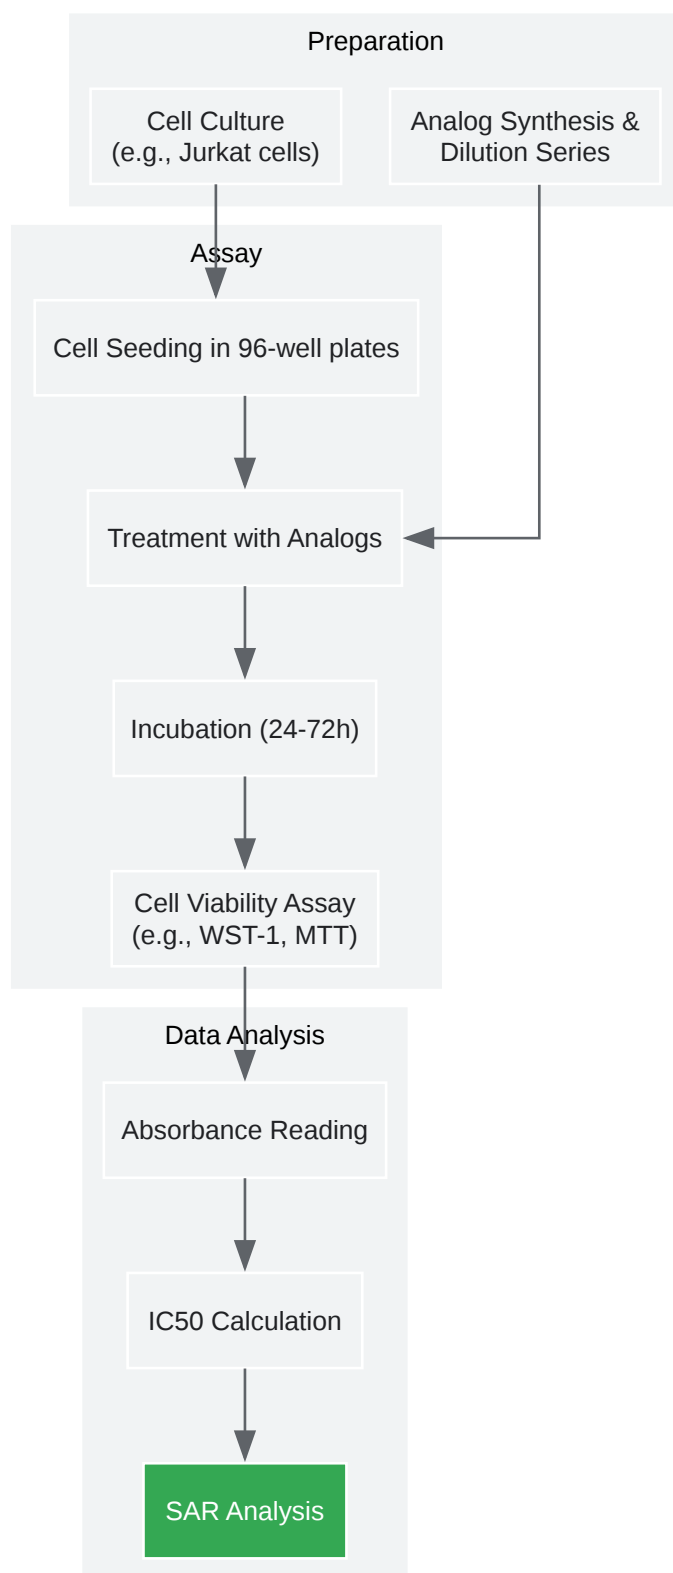 Preparation
Cell Culture
(e.g., Jurkat cells)
Analog Synthesis &
Dilution Series
Assay
Cell Seeding in 96-well plates
Treatment with Analogs
Incubation (24-72h)
Cell Viability Assay
(e.g., WST-1, MTT)
Data Analysis
Absorbance Reading
IC50 Calculation
SAR Analysis